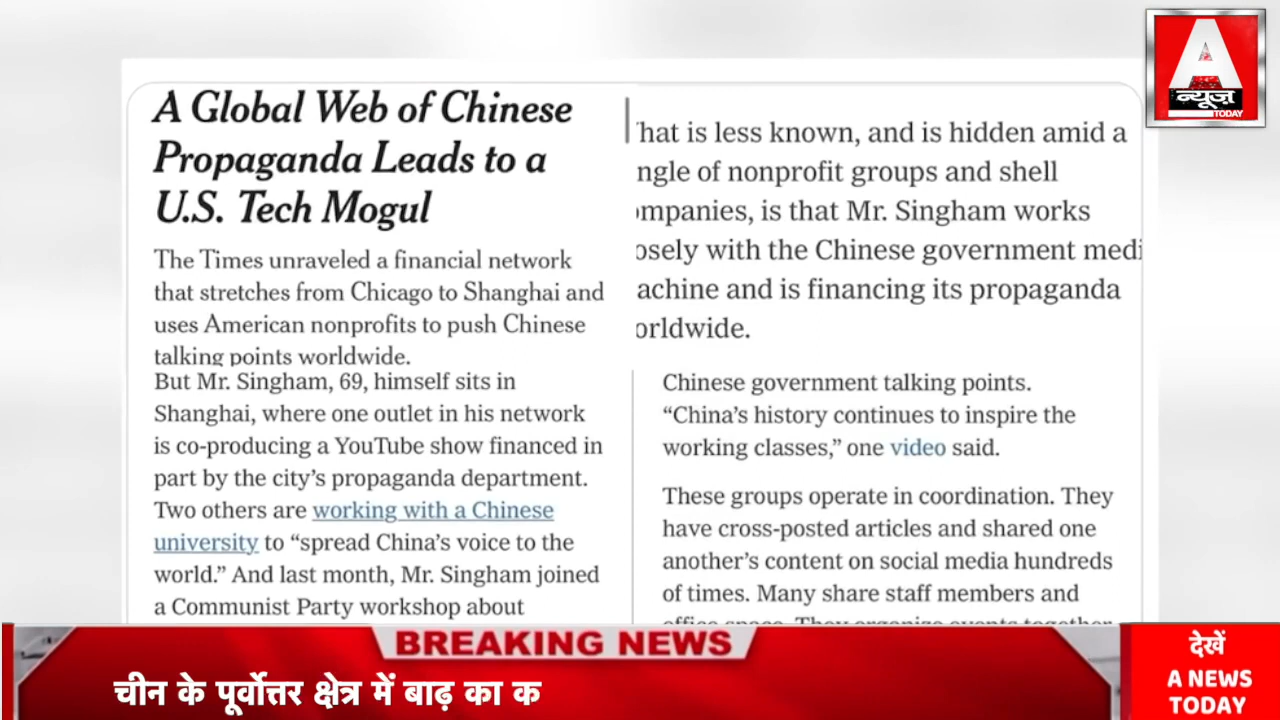 A Global Web of Chinese
Propaganda Leads to a
U.S. Tech Mogul
The Times unraveled a financial network
that stretches from Chicago to Shanghai and
uses American nonprofits to push Chinese
talking points worldwide.
But Mr. Singham, 69, himself sits in
Shanghai, where one outlet in his network
is co-producing a YouTube show financed in
part by the city’s propaganda department.
Two others are working with a Chinese
university to “spread China’s voice to the
world.” And last month, Mr. Singham joined
a Communist Party workshop about
hat is less known, and is hidden amid a
ngle of nonprofit groups and shell
ompanies, is that Mr. Singham works
osely with the Chinese government medi
achine and is financing its propaganda
orldwide.
Chinese government talking points.
“China’s history continues to inspire the
working classes,” one video said.
These groups operate in coordination. They
have cross-posted articles and shared one
another’s content on social media hundreds
of times. Many share staff members and
office space. They organize events together
A
न्यूज़
TODAY
BREAKING NEWS
चीन के पूर्वोत्तर क्षेत्र में बाढ़ का क
देखें
A NEWS
TODAY